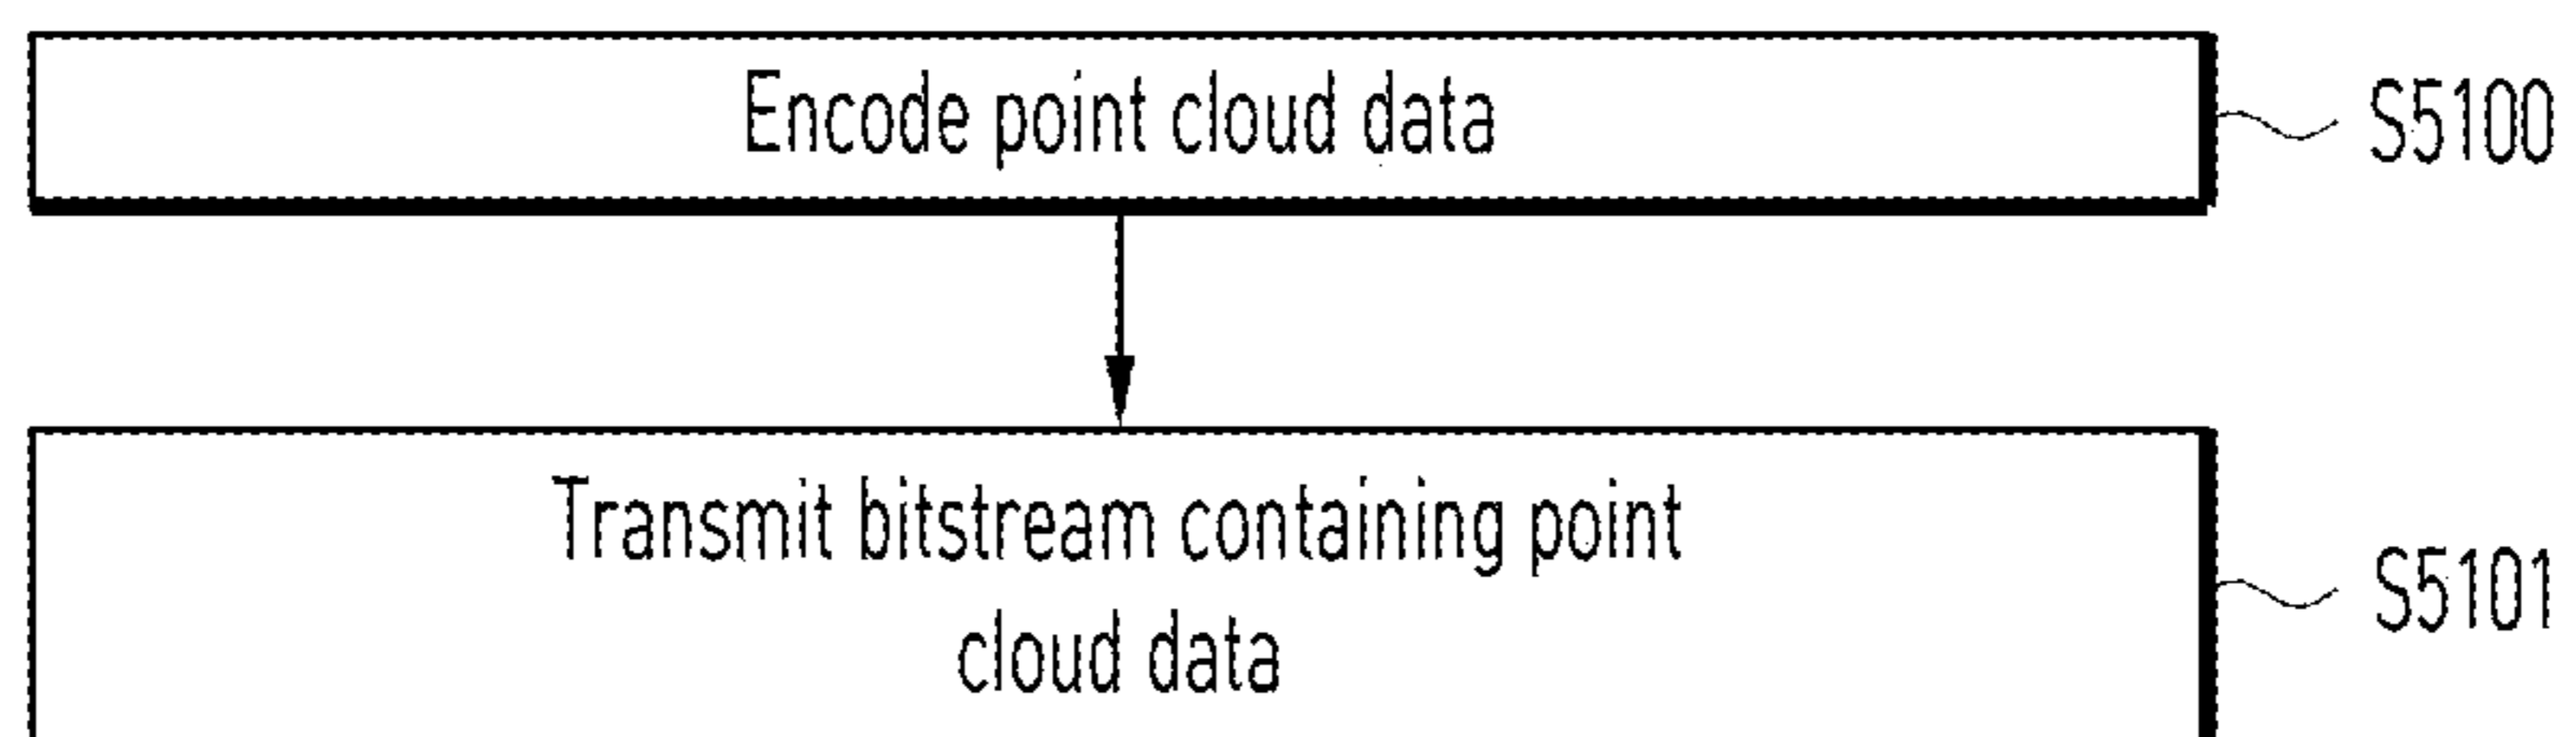 Encode point cloud data
S5100
Transmit bitstream containing point
cloud data
S5101